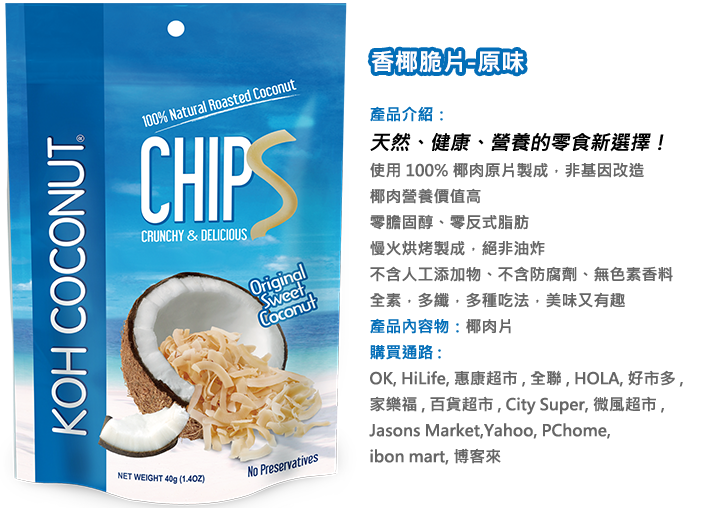 100% Natural Roasted Coconut
CHIPS
CRUNCHY & DELICIOUS
KOH COCONUT®
Original
Sweet
Coconut
NET WEIGHT 40g (1.4OZ)
No Preservatives
香椰脆片-原味
產品介紹：
天然、健康、營養的零食新選擇！
使用 100% 椰肉原片製成，非基因改造
椰肉營養價值高
零膽固醇、零反式脂肪
慢火烘烤製成，絕非油炸
不含人工添加物、不含防腐劑、無色素香料
全素，多纖，多種吃法，美味又有趣
產品內容物：椰肉片
購買通路：
OK, HiLife, 惠康超市 , 全聯 , HOLA, 好市多 ,
家樂福 , 百貨超市 , City Super, 微風超市 ,
Jasons Market,Yahoo, PChome,
ibon mart, 博客來